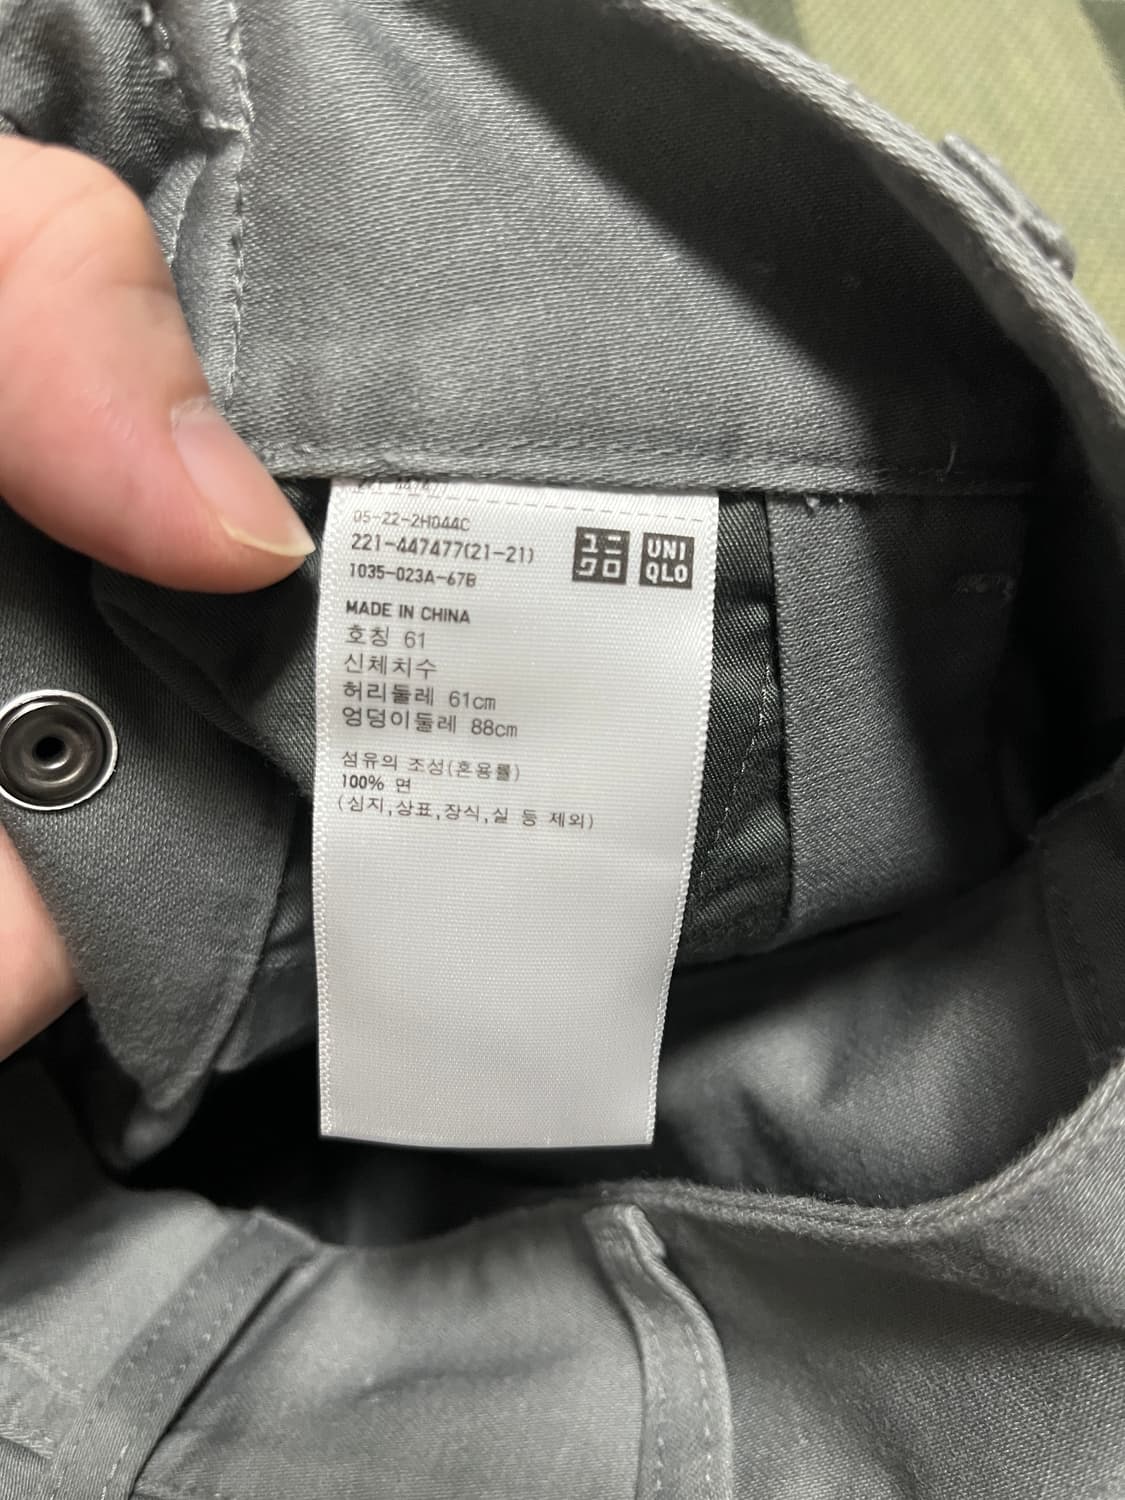 221-447477
05-22-2H044C
221-447477(21-21)
1035-023A-67B
ユニ
クロ
UNI
QLO
MADE IN CHINA
호칭 61
신체치수
허리둘레 61cm
엉덩이둘레 88cm
섬유의 조성(혼용률)
100% 면
(심지,상표,장식,실 등 제외)